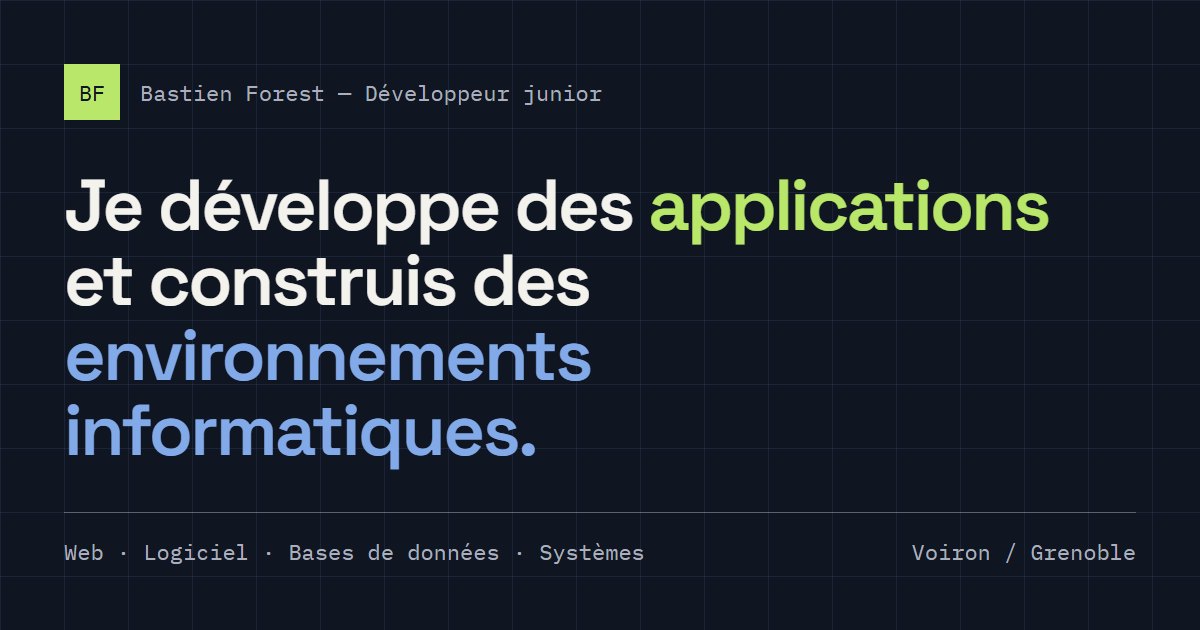 BF
Bastien Forest — Développeur junior
Je développe des applications
et construis des
environnements
informatiques.
Web · Logiciel · Bases de données · Systèmes
Voiron / Grenoble